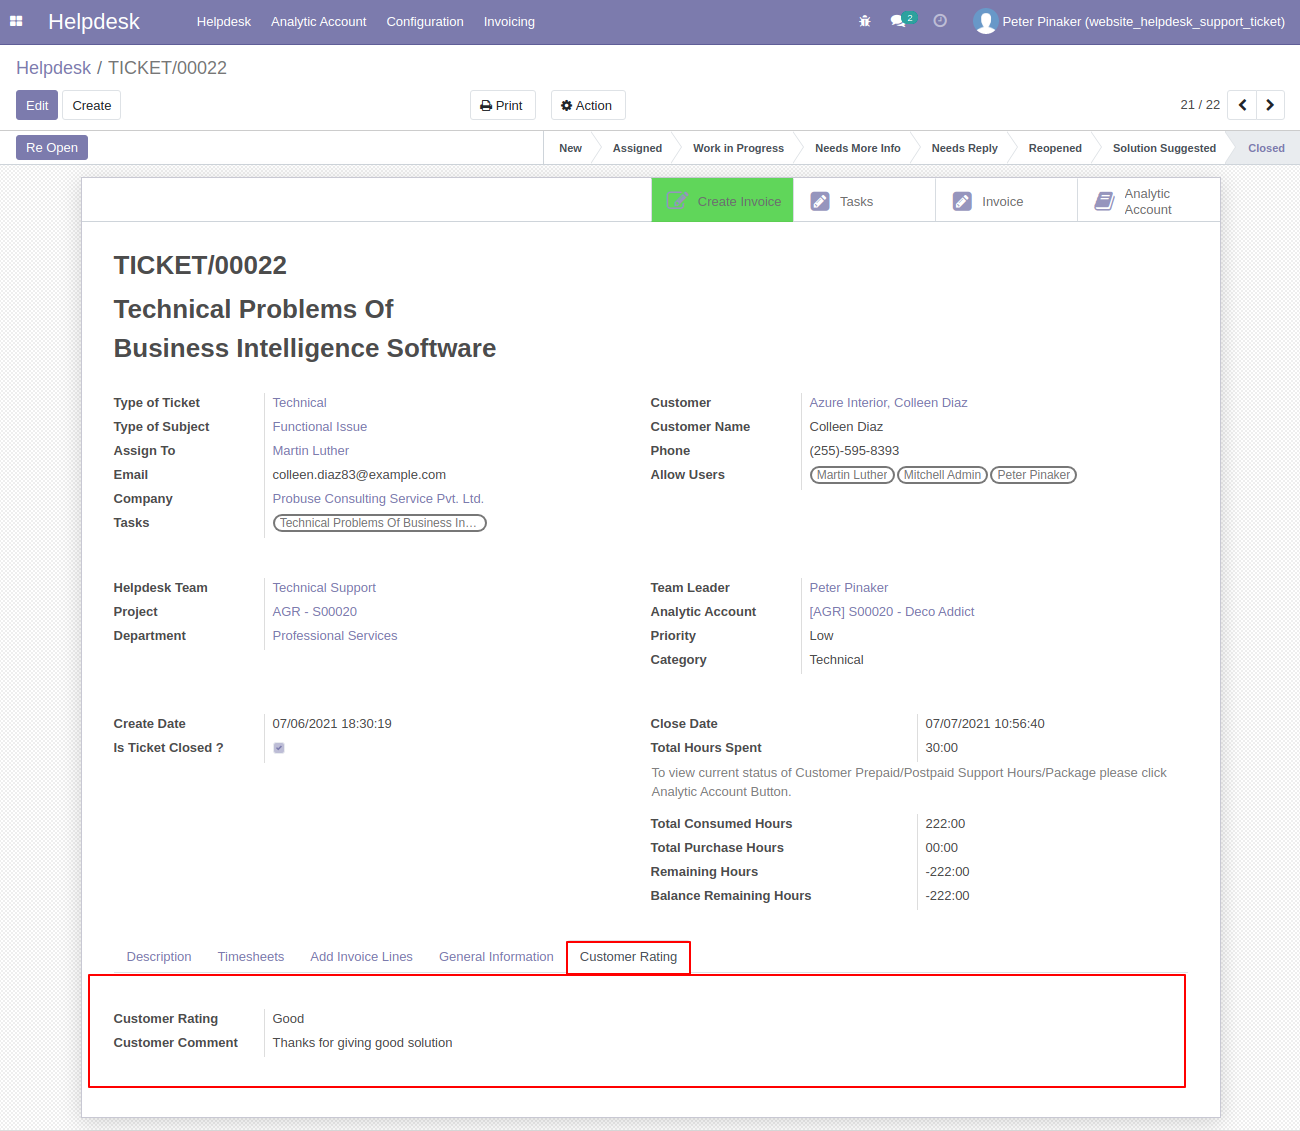 Helpdesk
Helpdesk Analytic Account Configuration Invoicing
2
Peter Pinaker (website_helpdesk_support_ticket)
Helpdesk / TICKET/00022
Edit Create
Print Action
21 / 22
Re Open
New Assigned Work in Progress Needs More Info Needs Reply Reopened Solution Suggested Closed
Create Invoice Tasks Invoice Analytic
Account
TICKET/00022
Technical Problems Of
Business Intelligence Software
Type of Ticket Technical
Type of Subject Functional Issue
Assign To Martin Luther
Email colleen.diaz83@example.com
Company Probuse Consulting Service Pvt. Ltd.
Tasks Technical Problems Of Business In…
Customer Azure Interior, Colleen Diaz
Customer Name Colleen Diaz
Phone (255)-595-8393
Allow Users Martin Luther Mitchell Admin Peter Pinaker
Helpdesk Team Technical Support
Project AGR - S00020
Department Professional Services
Team Leader Peter Pinaker
Analytic Account [AGR] S00020 - Deco Addict
Priority Low
Category Technical
Create Date 07/06/2021 18:30:19
Is Ticket Closed ?
Close Date 07/07/2021 10:56:40
Total Hours Spent 30:00
To view current status of Customer Prepaid/Postpaid Support Hours/Package please click
Analytic Account Button.
Total Consumed Hours 222:00
Total Purchase Hours 00:00
Remaining Hours -222:00
Balance Remaining Hours -222:00
Description Timesheets Add Invoice Lines General Information Customer Rating
Customer Rating Good
Customer Comment Thanks for giving good solution